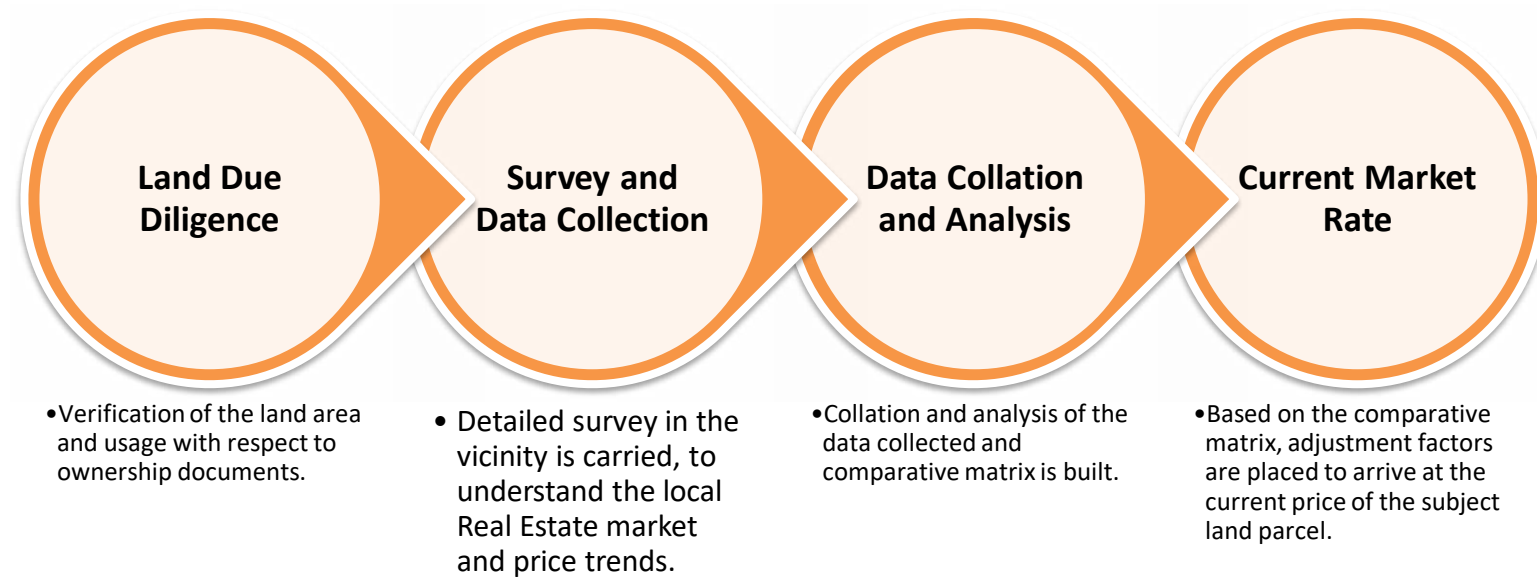 Land Due
Diligence
•Verification of the land area
and usage with respect to
ownership documents.
Survey and
Data Collection
• Detailed survey in the
vicinity is carried, to
understand the local
Real Estate market
and price trends.
Data Collation
and Analysis
•Collation and analysis of the
data collected and
comparative matrix is built.
Current Market
Rate
•Based on the comparative
matrix, adjustment factors
are placed to arrive at the
current price of the subject
land parcel.